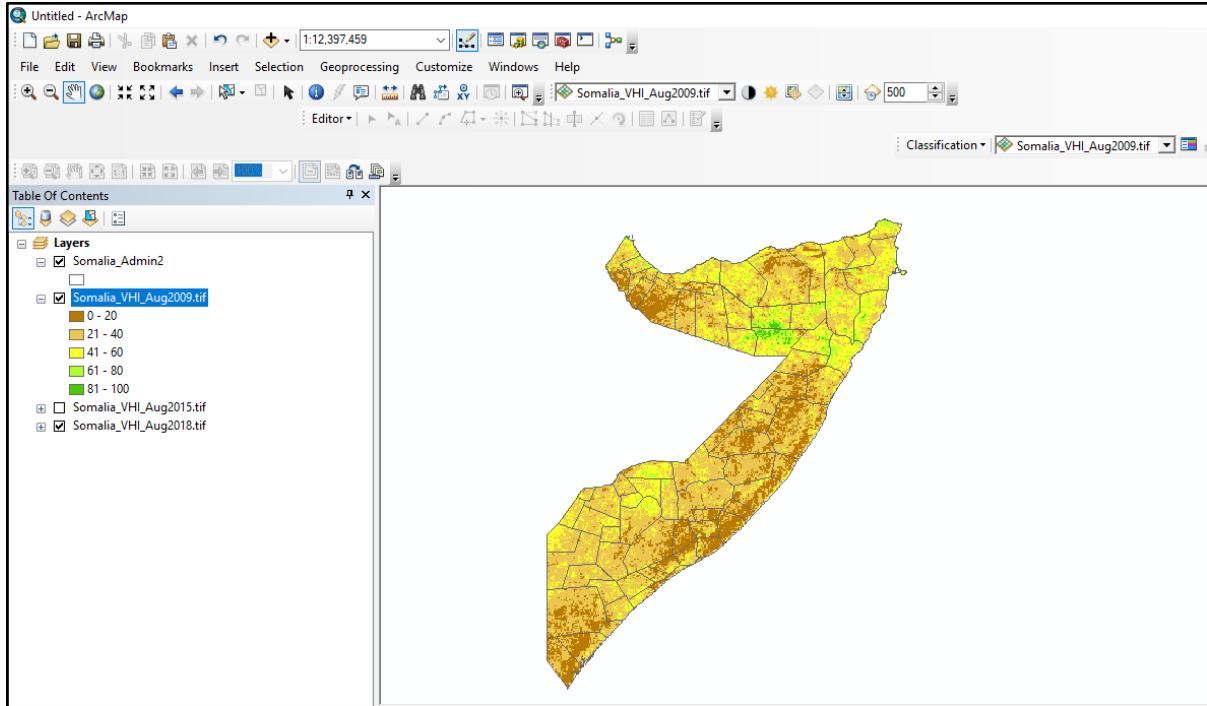 Untitled - ArcMap
1:12,397,459
File Edit View Bookmarks Insert Selection Geoprocessing Customize Windows Help
Somalia_VHI_Aug2009.tif 500
Editor
Classification Somalia_VHI_Aug2009.tif
100%
Table Of Contents
Layers
Somalia_Admin2
Somalia_VHI_Aug2009.tif
0 - 20
21 - 40
41 - 60
61 - 80
81 - 100
Somalia_VHI_Aug2015.tif
Somalia_VHI_Aug2018.tif